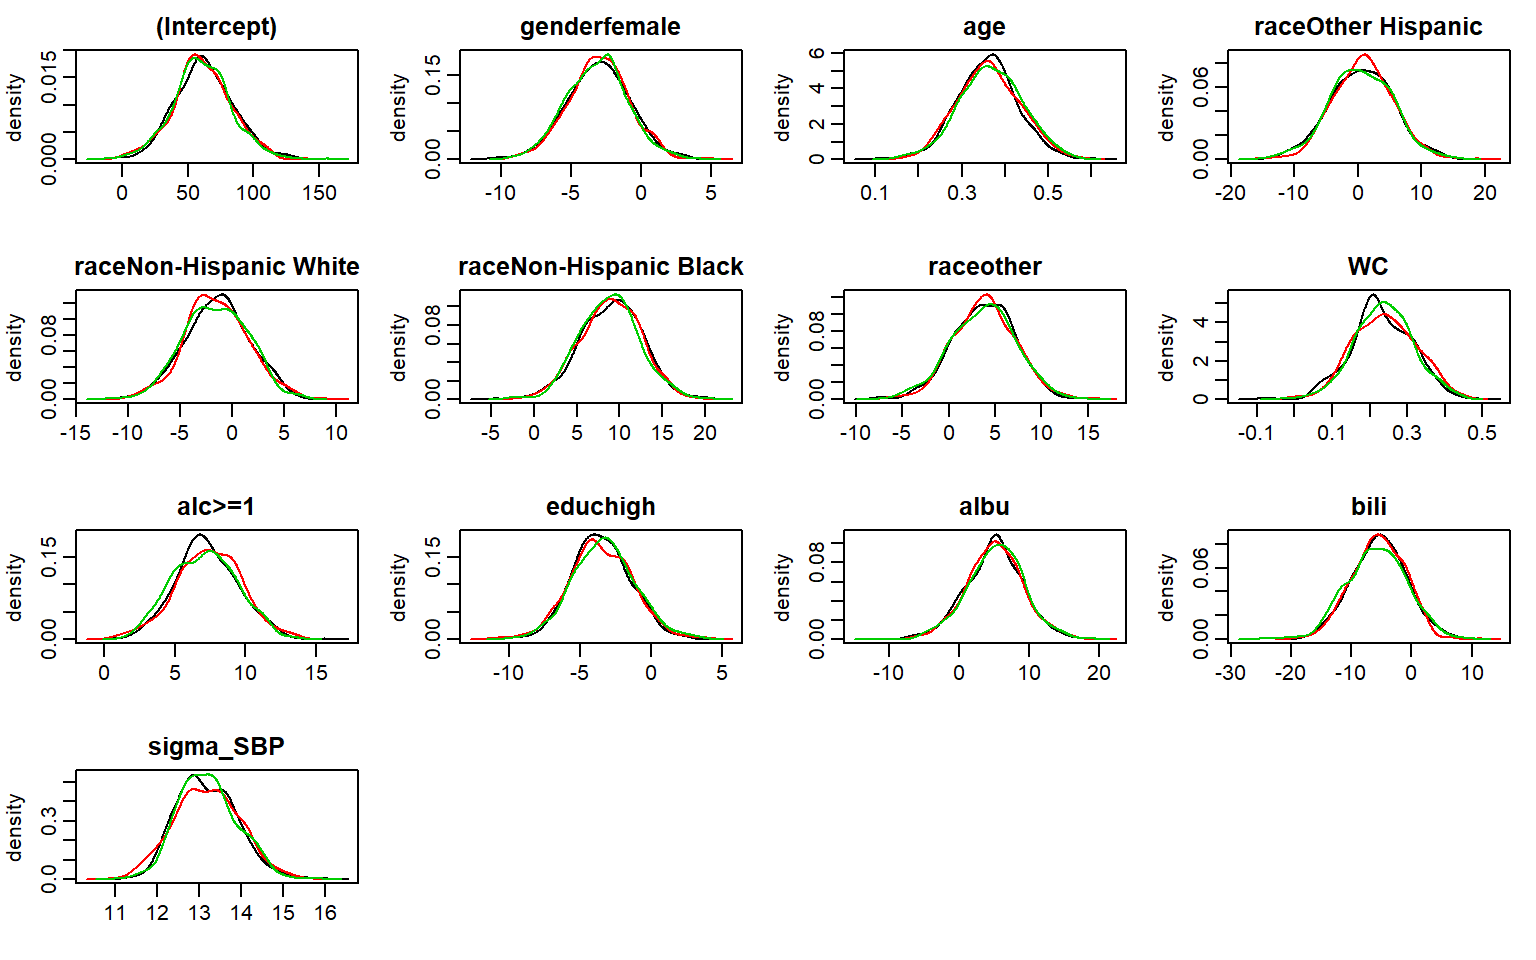 (Intercept) genderfemale age raceOther Hispanic
density 0.000 0.015 density 0.00 0.15 density 0 2 4 6 density 0.00 0.06
0 50 100 150 -10 -5 0 5 0.1 0.3 0.5 -20 -10 0 10 20
raceNon-Hispanic White raceNon-Hispanic Black raceother WC
density 0.00 0.08 density 0.00 0.08 density 0.00 0.08 density 0 2 4
-15 -10 -5 0 5 10 -5 0 5 10 15 20 -10 -5 0 5 10 15 -0.1 0.1 0.3 0.5
alc>=1 educhigh albu bili
density 0.00 0.15 density 0.00 0.15 density 0.00 0.08 density 0.00 0.06
0 5 10 15 -10 -5 0 5 -10 0 10 20 -30 -20 -10 0 10
sigma_SBP
density 0.0 0.3
11 12 13 14 15 16